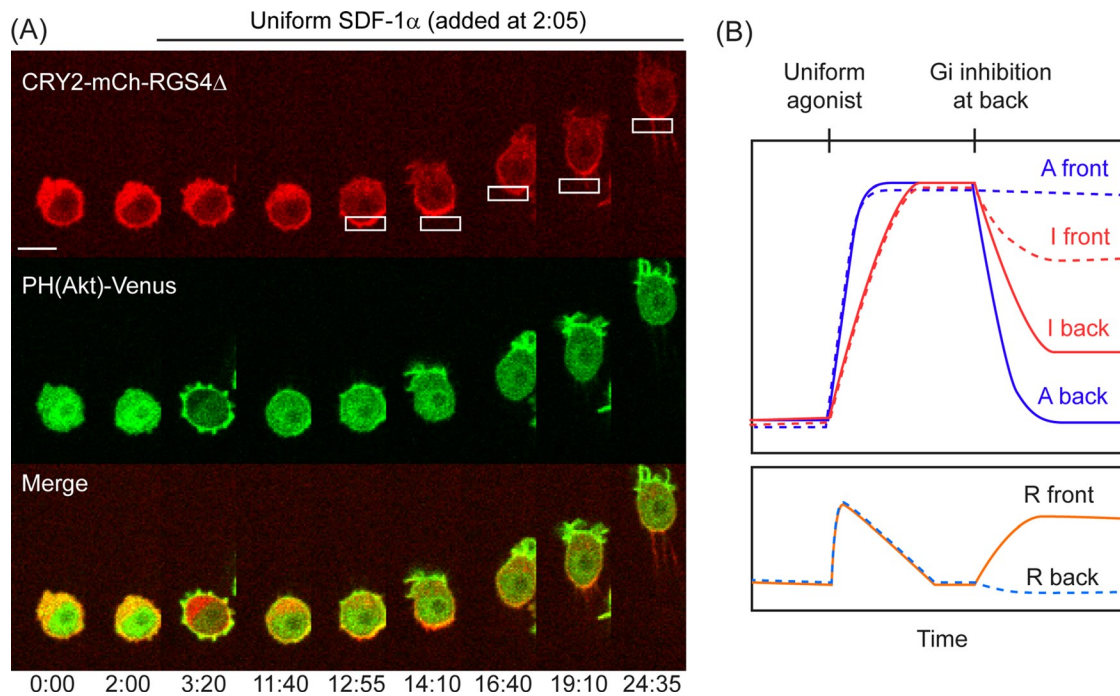 (A)
Uniform SDF-1α (added at 2:05)
CRY2-mCh-RGS4Δ
PH(Akt)-Venus
Merge
0:00 2:00 3:20 11:40 12:55 14:10 16:40 19:10 24:35
(B)
Uniform
agonist
Gi inhibition
at back
A front
I front
I back
A back
R front
R back
Time